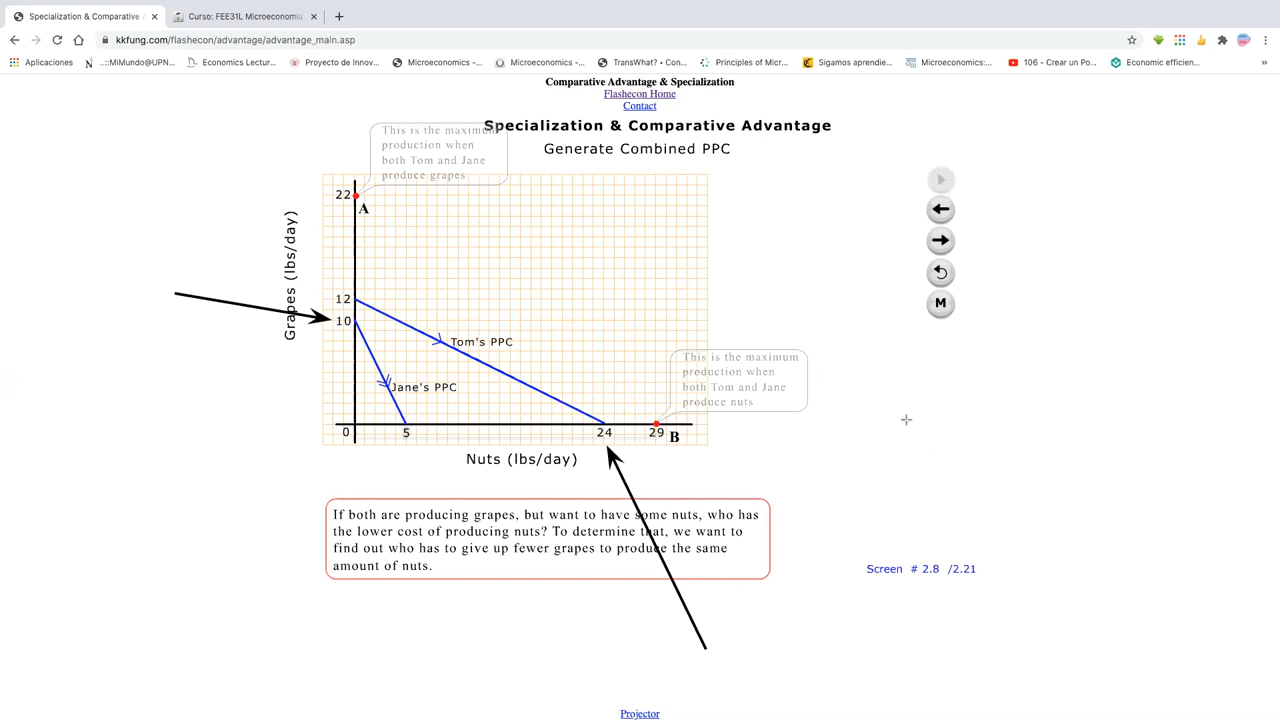 Specialization & Comparative A
Curso: FEE31L Microeconomia
kkfung.com/flashecon/advantage/advantage_main.asp
Aplicaciones
..::MiMundo@UPN...
Economics Lectur...
Proyecto de Innov...
Microeconomics -...
Microeconomics -...
TransWhat? • Con...
Principles of Micr...
Sigamos aprendie...
Microeconomics:...
106 - Crear un Po...
Economic efficien...
»
Comparative Advantage & Specialization
Flashecon Home
Contact
Specialization & Comparative Advantage
Generate Combined PPC
This is the maximum
production when
both Tom and Jane
produce grapes
22
A
Grapes (lbs/day)
12
10
Tom's PPC
Jane's PPC
This is the maximum
production when
both Tom and Jane
produce nuts
0
5
24
29
B
Nuts (lbs/day)
M
If both are producing grapes, but want to have some nuts, who has
the lower cost of producing nuts? To determine that, we want to
find out who has to give up fewer grapes to produce the same
amount of nuts.
Screen # 2.8 /2.21
Projector